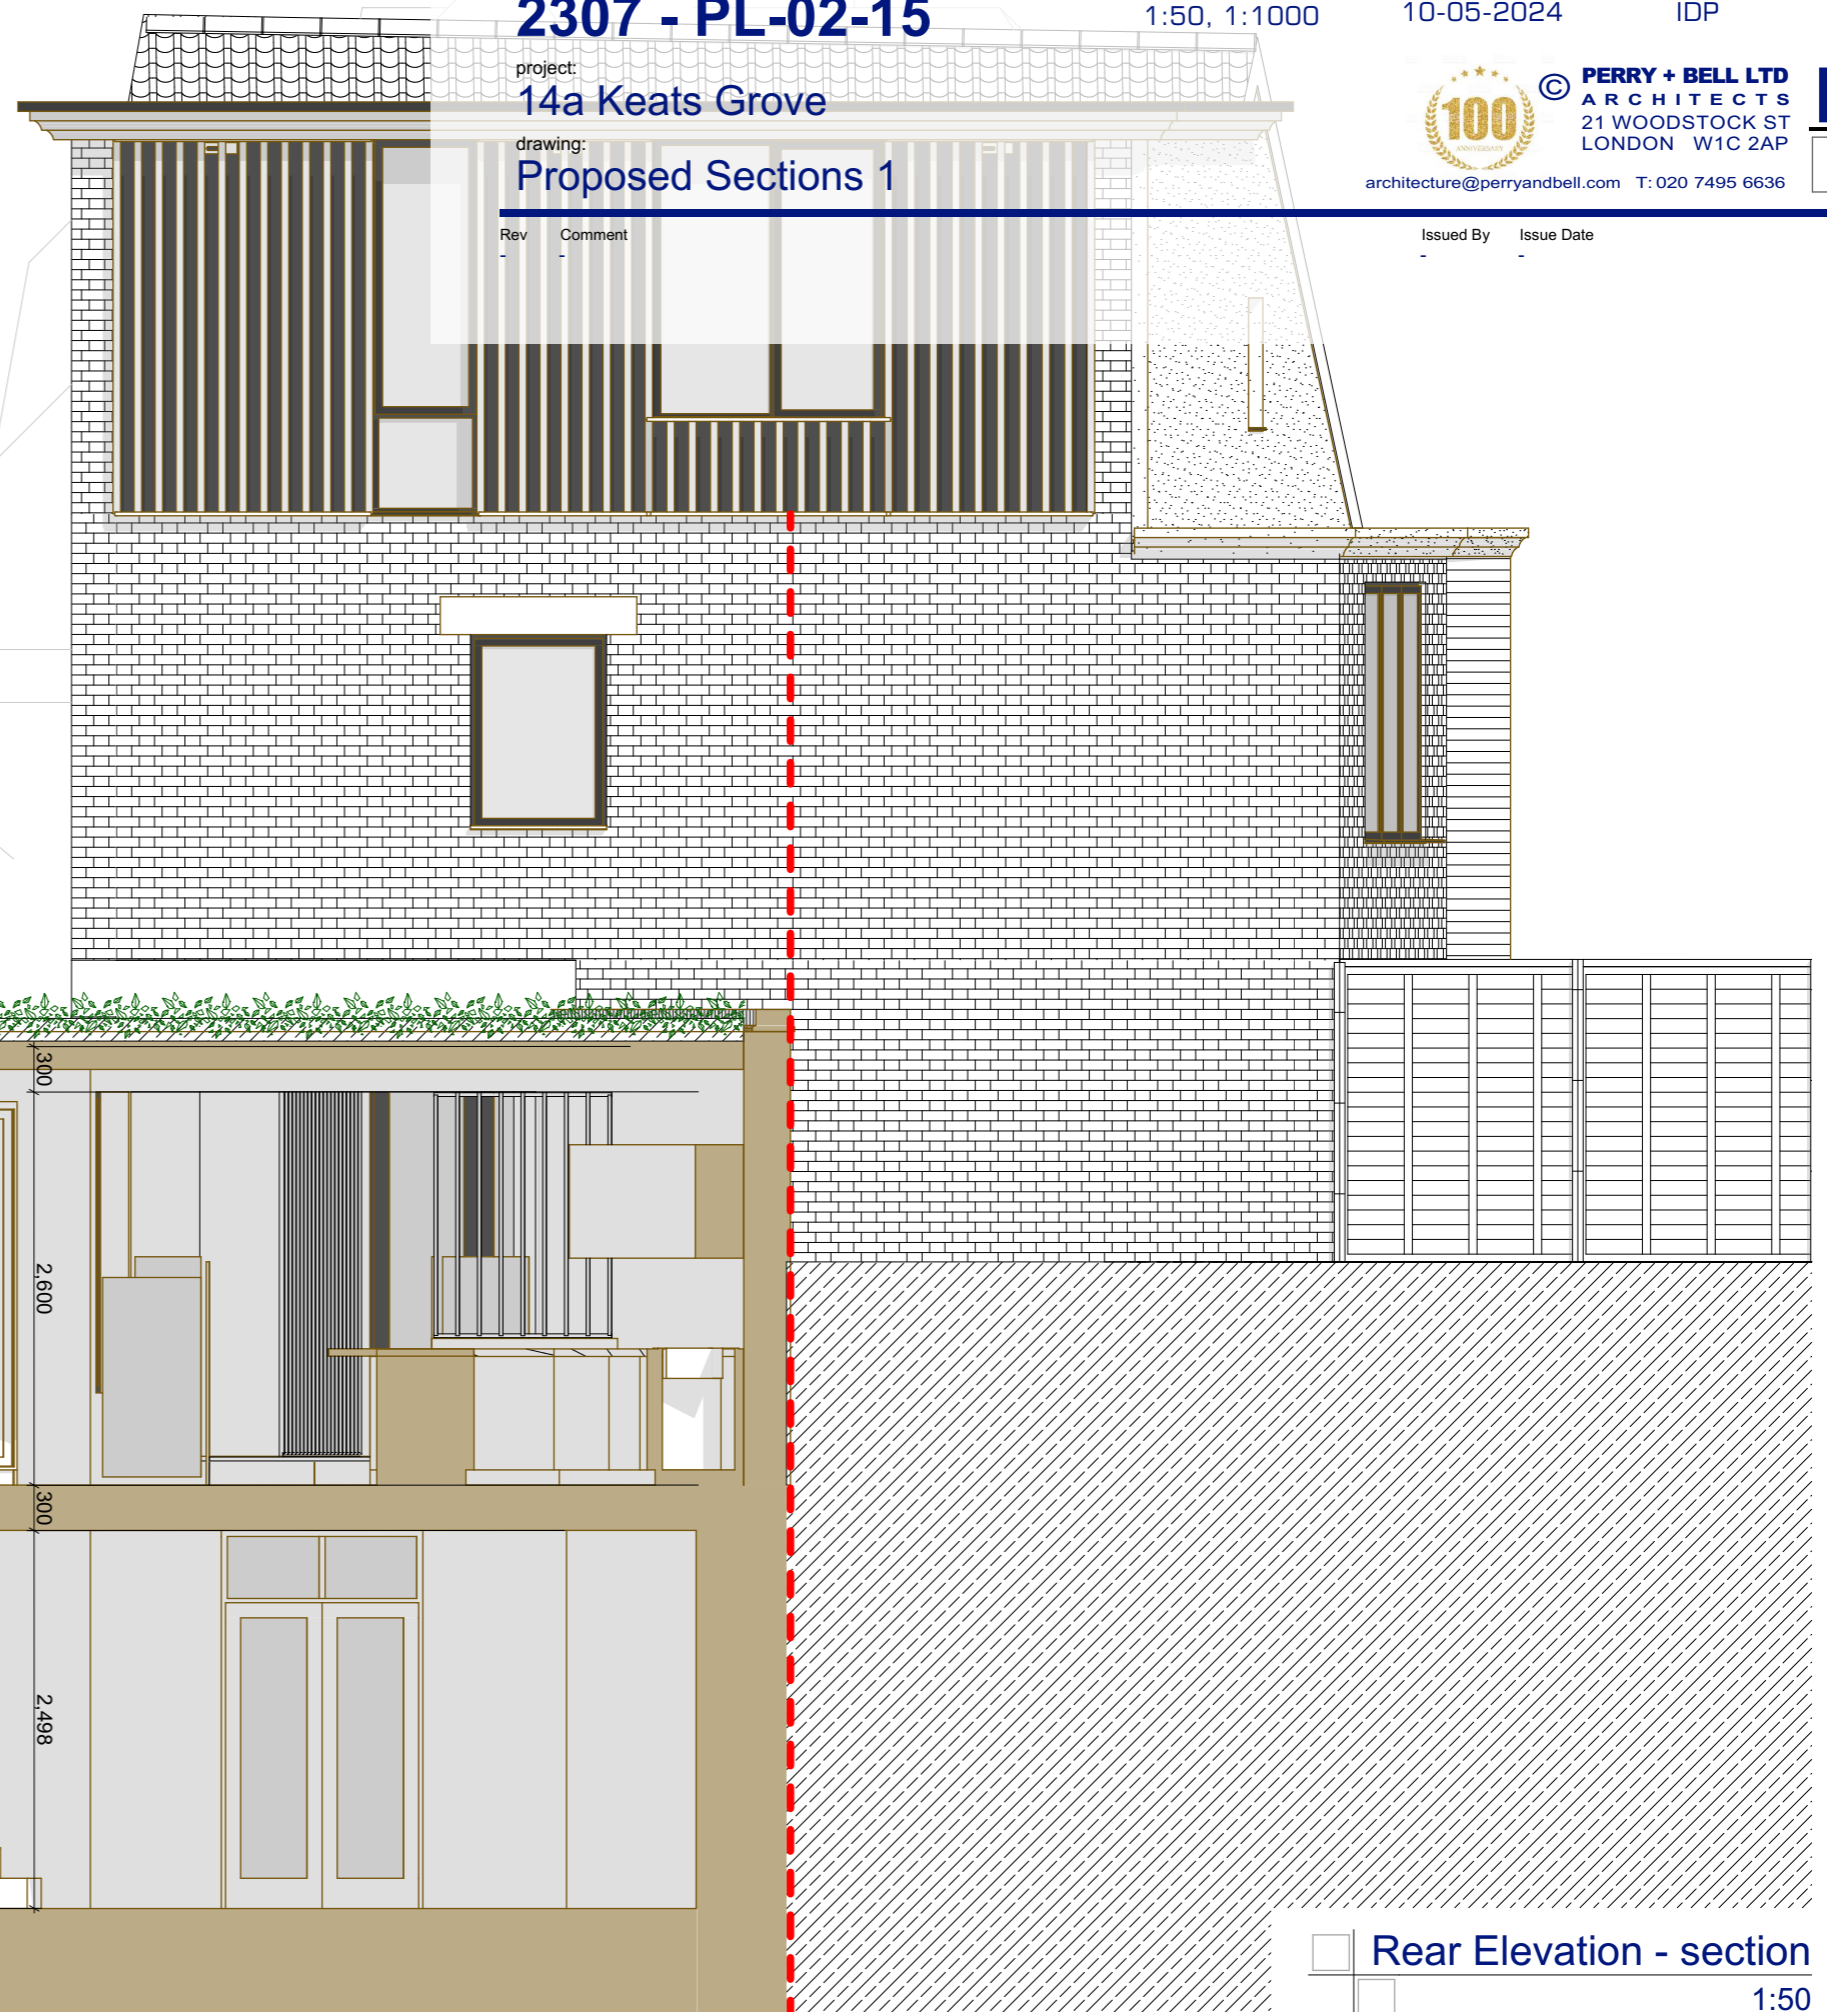 2307 - PL-02-15
1:50, 1:1000
10-05-2024
IDP
project:
14a Keats Grove
drawing:
Proposed Sections 1
100
ANNIVERSARY
© PERRY + BELL LTD
ARCHITECTS
21 WOODSTOCK ST
LONDON W1C 2AP
architecture@perryandbell.com T: 020 7495 6636
Rev Comment Issued By Issue Date
- - - -
300
2,600
300
2,498
Rear Elevation - section
1:50